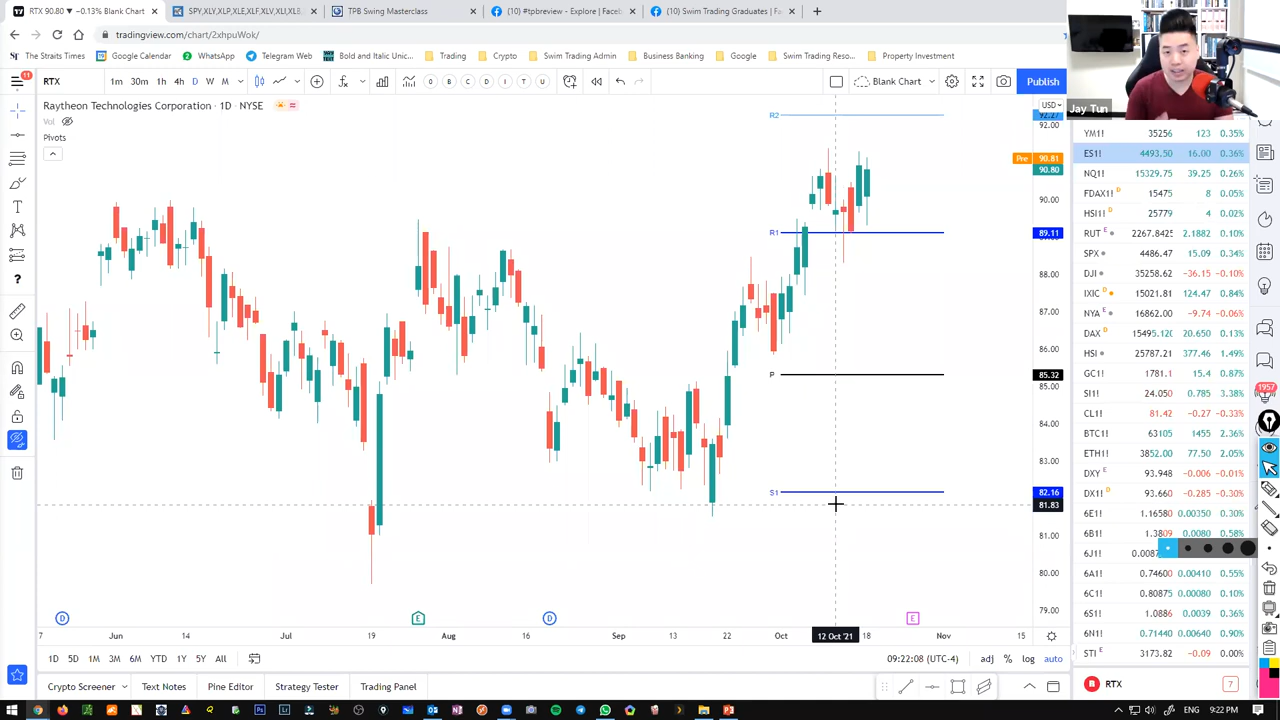 RTX 90.80 ▼ −0.13% Blank Chart
SPY,XLY,XLP,XLE,XLF,XLV,XLI,XLB
TPB Swing Masterclass
(10) #tpbreview - Explore | Face
(10) Swim Trading Graduates | Fac
tradingview.com/chart/2xhpuWok/
The Straits Times
Google Calendar
WhatsApp
Telegram Web
Bold and Italic Unic...
Trading
Crypto
Swim Trading Admin
Business Banking
Google
Swim Trading Reso...
Property Investment
11
RTX
1m 30m 1h 4h D W M
Blank Chart
Publish
Raytheon Technologies Corporation · 1D · NYSE
Vol
Pivots
USD
Jay Tun
R2
R1
P
S1
92.27
92.00
Pre 90.81
90.80
90.00
89.11
88.00
87.00
86.00
85.32
85.00
84.00
83.00
82.16
81.83
81.00
80.00
79.00
D
E
D
E
7
Jun
14
Jul
19
Aug
16
Sep
13
22
Oct
12 Oct '21
18
Nov
15
1D 5D 1M 3M 6M YTD 1Y 5Y All
09:22:08 (UTC-4)
adj % log auto
Crypto Screener
Text Notes
Pine Editor
Strategy Tester
Trading Panel
YM1! 35256 123 0.35%
ES1! 4493.50 16.00 0.36%
NQ1! 15329.75 39.25 0.26%
FDAX1! D 15475 8 0.05%
HSI1! D 25779 4 0.02%
RUT E 2267.8425 2.1882 0.10%
SPX 4486.47 15.09 0.34%
DJI 35258.62 −36.15 −0.10%
IXIC D 15021.81 124.47 0.84%
NYA E 16862.00 −9.74 −0.06%
DAX D 15495.120 20.650 0.13%
HSI 25787.21 377.46 1.49%
GC1! 1781.1 15.4 0.87%
SI1! 24.050 0.785 3.38%
CL1! 81.42 −0.27 −0.33%
BTC1! 63105 1455 2.36%
ETH1! 3852.00 77.50 2.05%
DXY E 93.948 −0.006 −0.01%
DX1! D 93.660 −0.285 −0.30%
6E1! 1.16580 0.00350 0.30%
6B1! 1.3809 0.0080 0.58%
6J1!
6A1! 0.74600 0.00410 0.55%
6C1! 0.80875 0.00080 0.10%
6S1! 1.0886 0.0039 0.36%
6N1! 0.71440 0.00640 0.90%
STI E 3173.82 −0.09 0.00%
R RTX 7
1957
ENG 9:22 PM